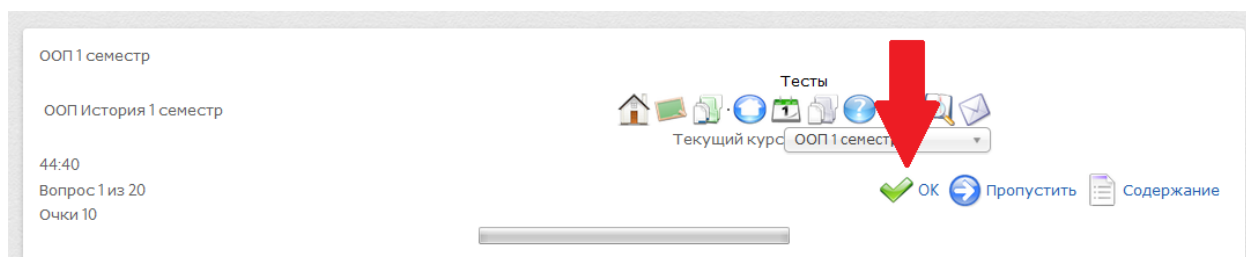 ООП 1 семестр
Тесты
ООП История 1 семестр
1
?
Текущий курс ООП 1 семестр
44:40
Вопрос 1 из 20
ОК Пропустить Содержание
Очки 10